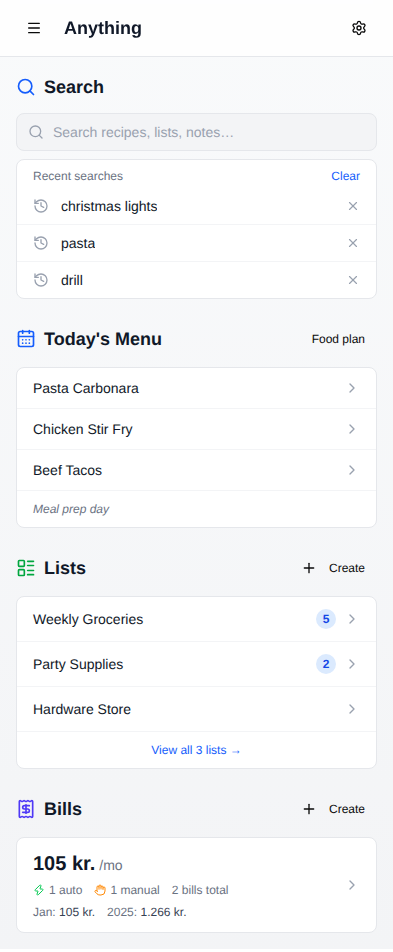 Anything
Search
Search recipes, lists, notes…
Recent searches Clear
christmas lights
pasta
drill
Today's Menu Food plan
Pasta Carbonara
Chicken Stir Fry
Beef Tacos
Meal prep day
Lists Create
Weekly Groceries 5
Party Supplies 2
Hardware Store
View all 3 lists →
Bills Create
105 kr. /mo
1 auto 1 manual 2 bills total
Jan: 105 kr. 2025: 1.266 kr.